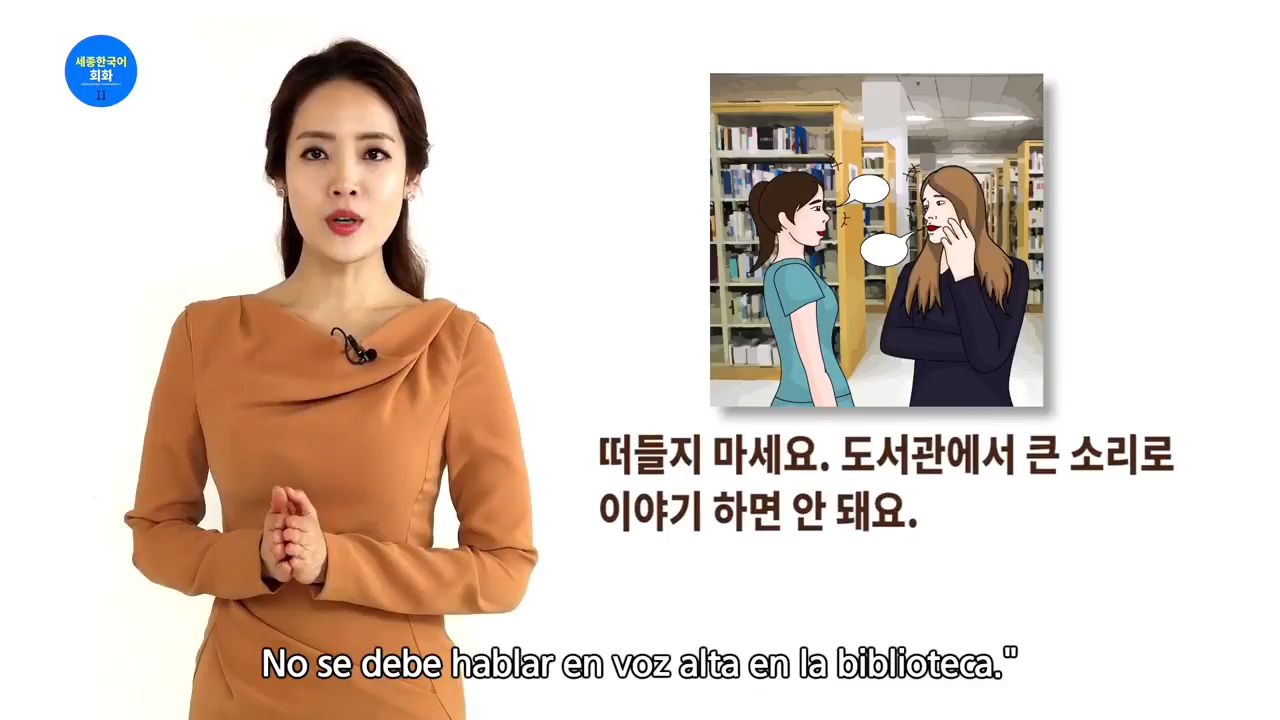 세종한국어
회화
11
떠들지 마세요. 도서관에서 큰 소리로
이야기 하면 안 돼요.
No se debe hablar en voz alta en la biblioteca."